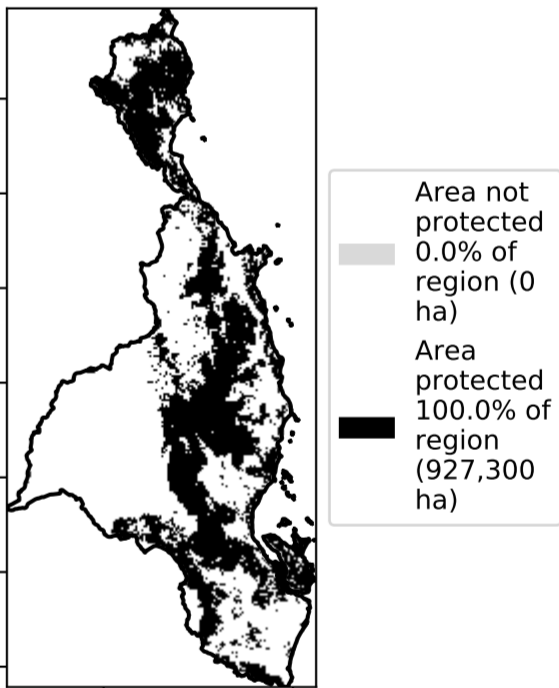 Area not
protected
0.0% of
region (0
ha)
Area
protected
100.0% of
region
(927,300
ha)